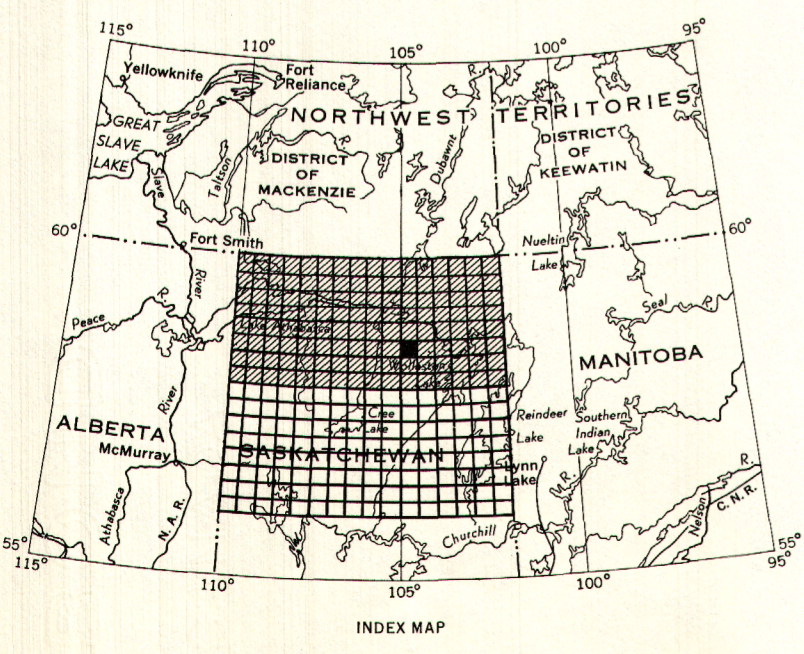 115°
110°
105°
100°
95°
Yellowknife
Fort
Reliance
R.
NORTHWEST TERRITORIES
GREAT
SLAVE
LAKE
Slave
Taltson
R.
DISTRICT
OF
MACKENZIE
Dubawnt
DISTRICT
OF
KEEWATIN
60°
Fort Smith
Nueltin
Lake
60°
River
Lake Athabasca
Peace
R.
Seal R.
Wollaston
Lake
MANITOBA
River
Cree
Lake
Reindeer
Lake
Southern
Indian
Lake
ALBERTA
McMurray
SASKATCHEWAN
Lynn
Lake
R.
R.
Athabasca
N. A. R.
Churchill
Nelson
C. N. R.
55°
115°
110°
105°
100°
55°
95°
INDEX MAP